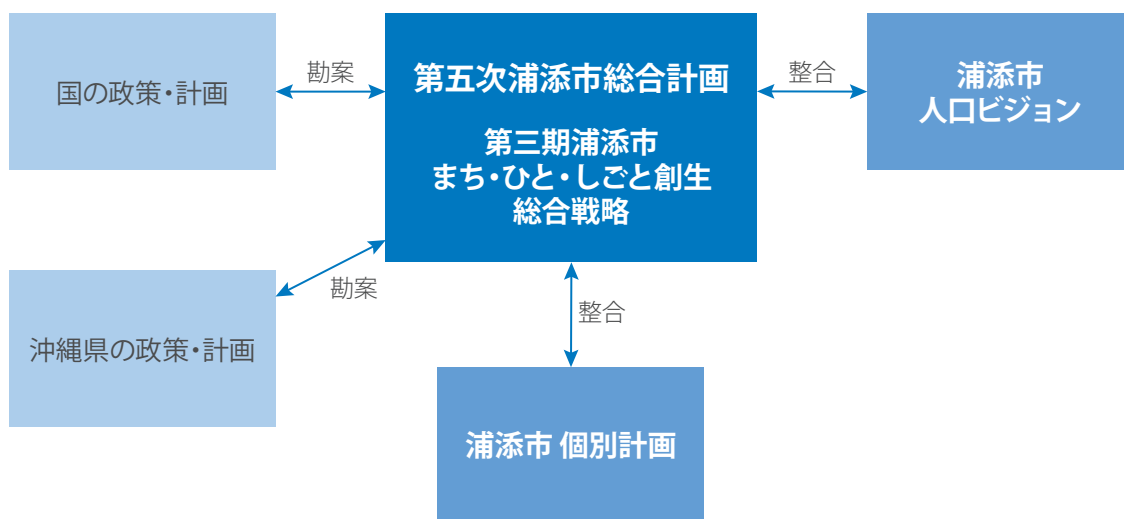 国の政策・計画
勘案
第五次浦添市総合計画
第三期浦添市
まち・ひと・しごと創生
総合戦略
整合
浦添市
人口ビジョン
沖縄県の政策・計画
勘案
整合
浦添市 個別計画